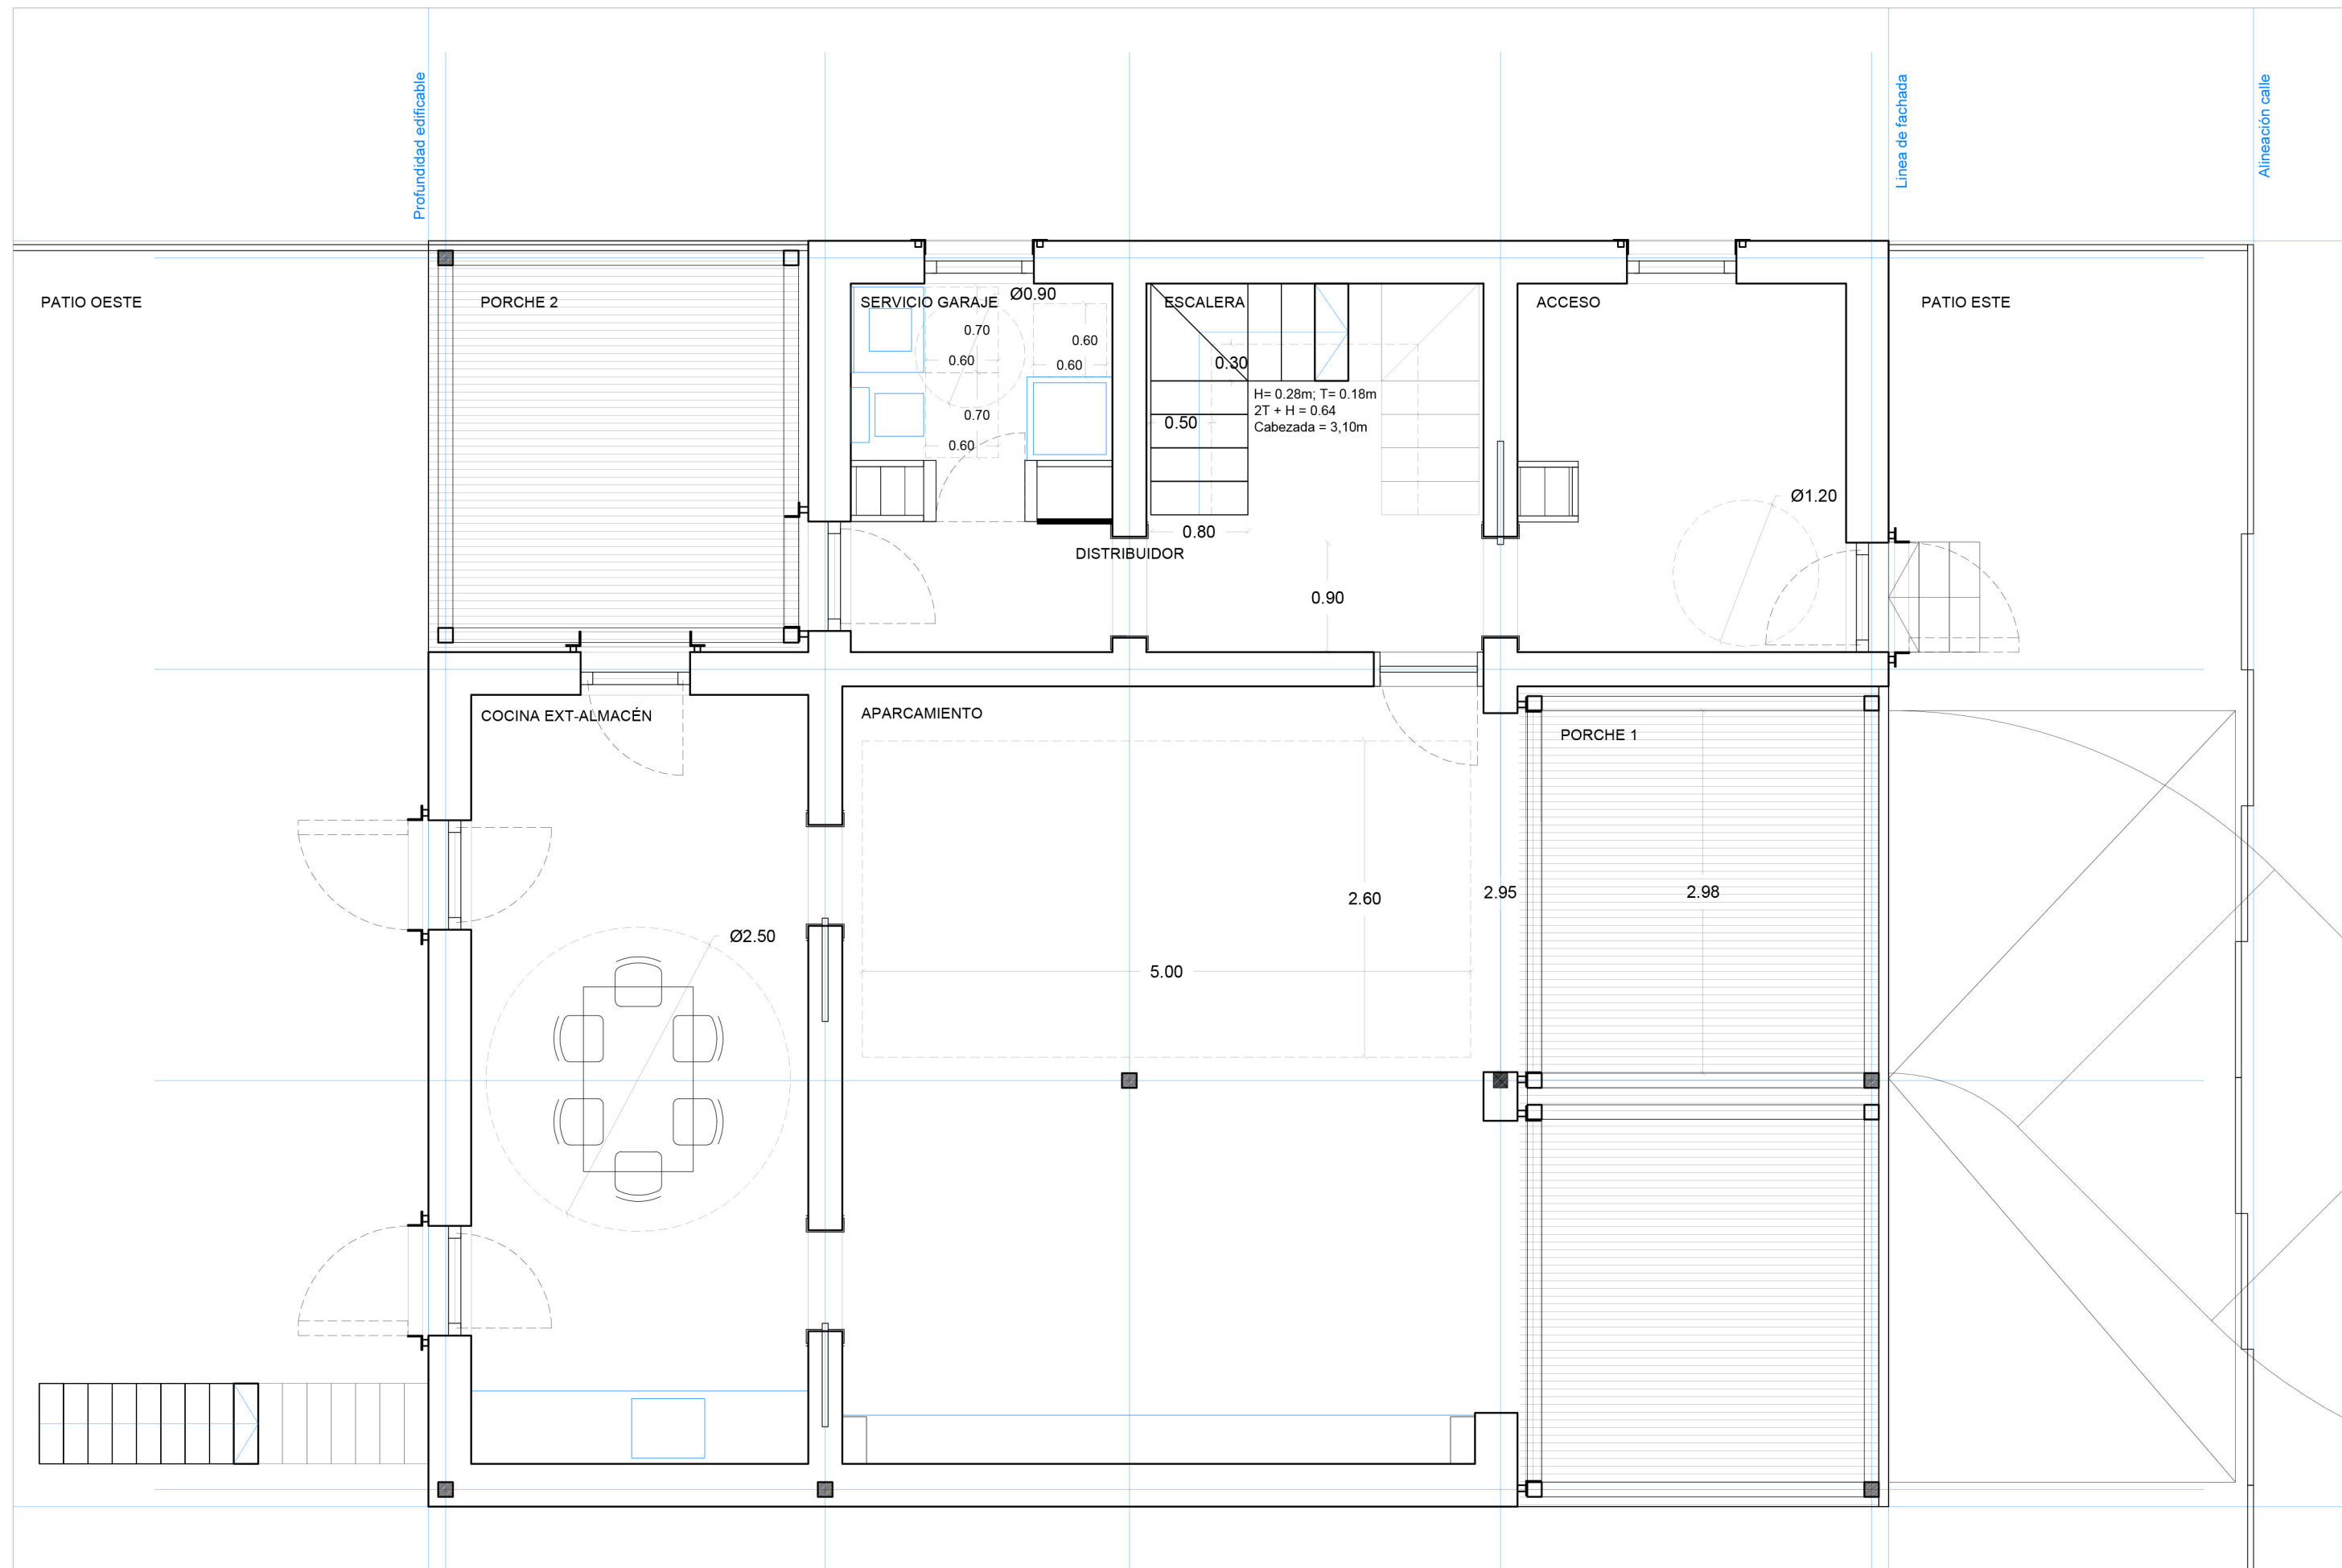 Profundidad edificable
Linea de fachada
Alineación calle
PATIO OESTE
PORCHE 2
SERVICIO GARAJE
Ø0.90
ESCALERA
ACCESO
PATIO ESTE
0.70
0.60
0.60
0.60
0.30
H= 0.28m; T= 0.18m
2T + H = 0.64
Cabezada = 3,10m
0.70
0.60
0.50
Ø1.20
0.80
DISTRIBUIDOR
0.90
COCINA EXT-ALMACÉN
APARCAMIENTO
PORCHE 1
2.60
2.95
2.98
Ø2.50
5.00